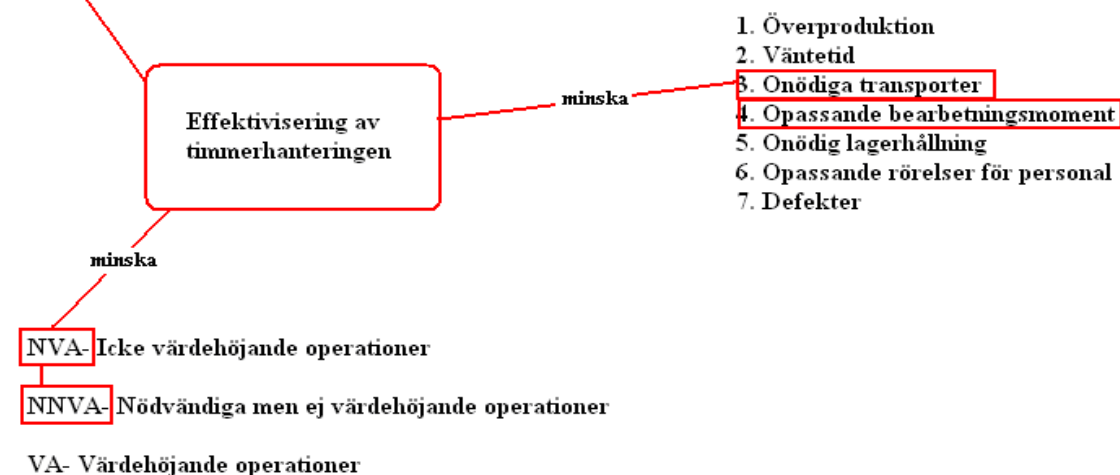 1. Överproduktion
2. Väntetid
3. Onödiga transporter
4. Opassande bearbetningsmoment
5. Onödig lagerhållning
6. Opassande rörelser för personal
7. Defekter
minska
Effektivisering av
timmerhanteringen
minska
NVA- Icke värdehöjande operationer
NNVA- Nödvändiga men ej värdehöjande operationer
VA- Värdehöjande operationer